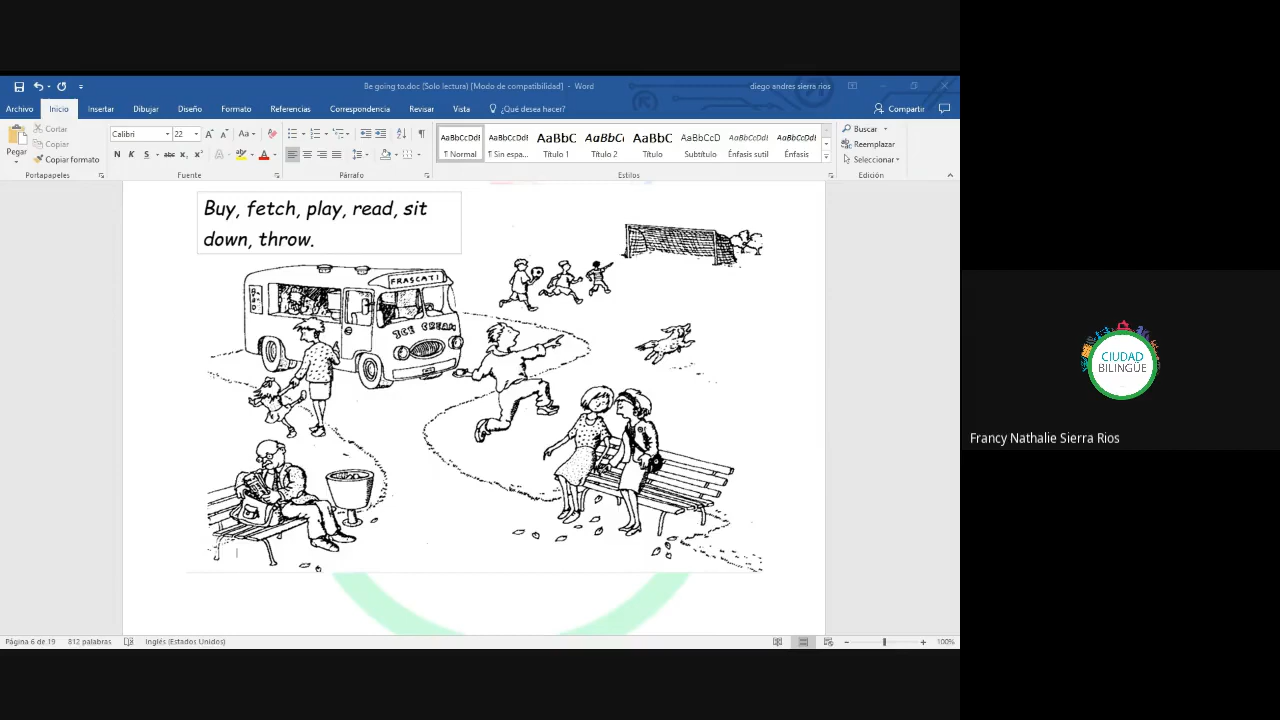 Be going to.doc (Solo lectura) [Modo de compatibilidad] - Word
diego andres sierra rios
Archivo Inicio Insertar Dibujar Diseño Formato Referencias Correspondencia Revisar Vista ¿Qué desea hacer? Compartir
Pegar
Cortar
Copiar
Copiar formato
Portapapeles
Calibri 22
Fuente
Párrafo
AaBbCcDdI AaBbCcDdI AaBbC AaBbCı AaBbC AaBbCcD AaBbCcDdI AaBbCcDdI
¶ Normal ¶ Sin espa... Título 1 Título 2 Título Subtítulo Énfasis sutil Énfasis
Estilos
Buscar
Reemplazar
Seleccionar
Edición
Buy, fetch, play, read, sit
down, throw.
FRASCATI
ICE CREAM
CIUDAD
BILINGÜE
Francy Nathalie Sierra Rios
Página 6 de 19 812 palabras Inglés (Estados Unidos) 100%